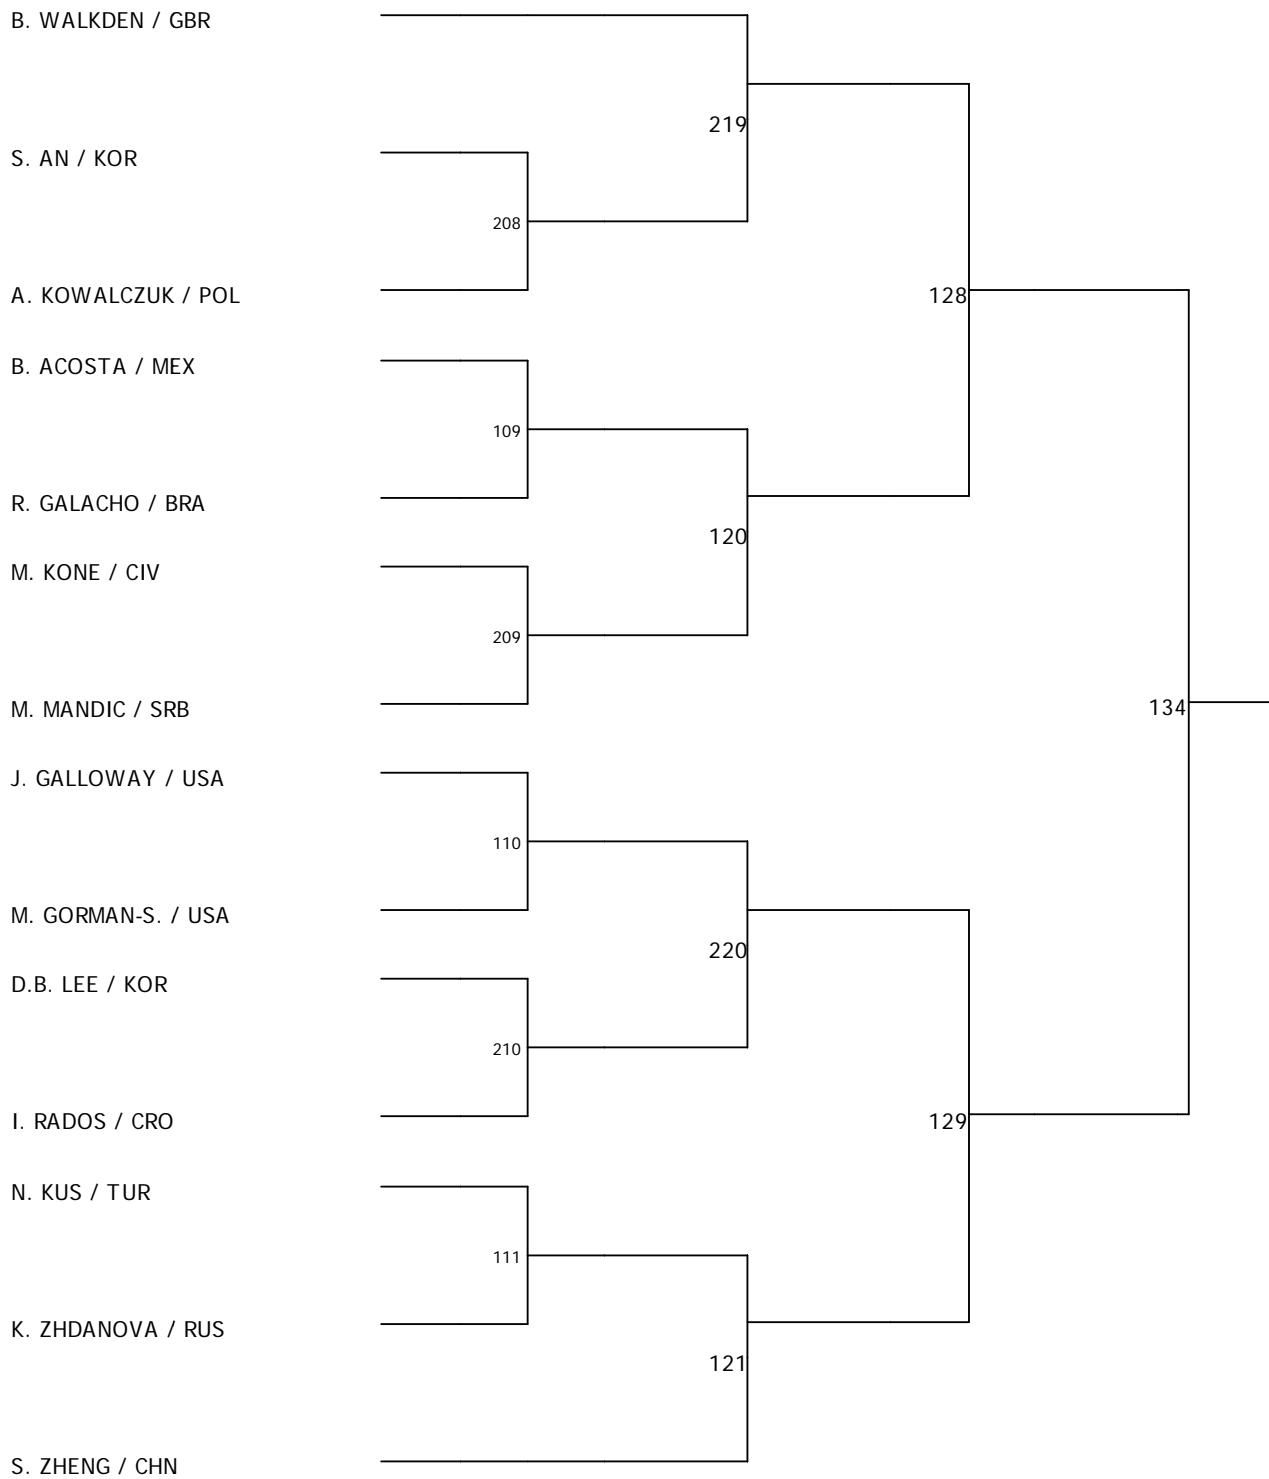 B. WALKDEN / GBR
219
S. AN / KOR
208
A. KOWALCZUK / POL
128
B. ACOSTA / MEX
109
R. GALACHO / BRA
120
M. KONE / CIV
209
M. MANDIC / SRB
134
J. GALLOWAY / USA
110
M. GORMAN-S. / USA
220
D.B. LEE / KOR
210
I. RADOS / CRO
129
N. KUS / TUR
111
K. ZHDANOVA / RUS
121
S. ZHENG / CHN